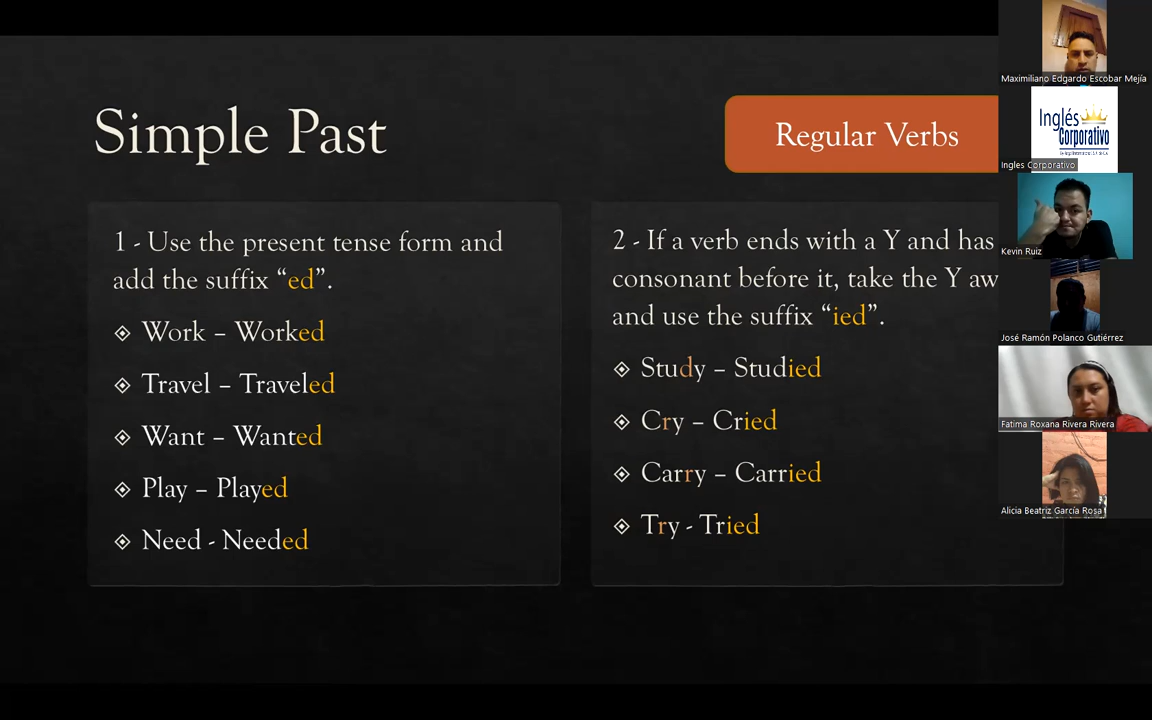 Simple Past
Regular Verbs
1 - Use the present tense form and
add the suffix “ed”.
Work – Worked
Travel – Traveled
Want – Wanted
Play – Played
Need - Needed
2 - If a verb ends with a Y and has
consonant before it, take the Y aw
and use the suffix “ied”.
Study – Studied
Cry – Cried
Carry – Carried
Try - Tried
Maximiliano Edgardo Escobar Mejía
Inglés
Corporativo
Ingles Corporativo
Kevin Ruiz
José Ramón Polanco Gutiérrez
Fatima Roxana Rivera Rivera
Alicia Beatriz García Rosa